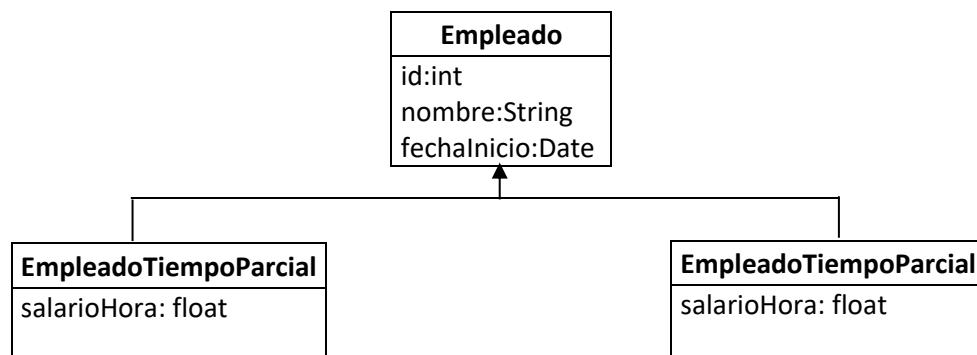 Empleado
id:int
nombre:String
fechaInicio:Date
EmpleadoTiempoParcial
salarioHora: float
EmpleadoTiempoParcial
salarioHora: float